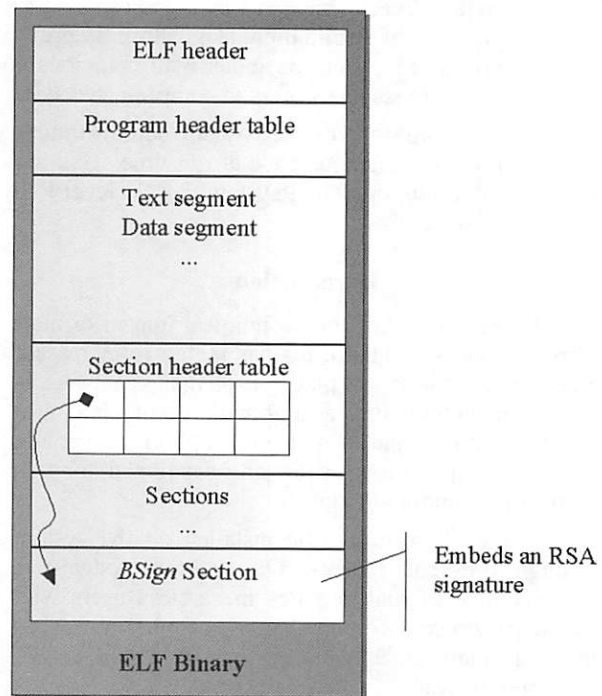 ELF header
Program header table
Text segment
Data segment
...
Section header table
Sections
...
BSign Section
Embeds an RSA
signature
ELF Binary